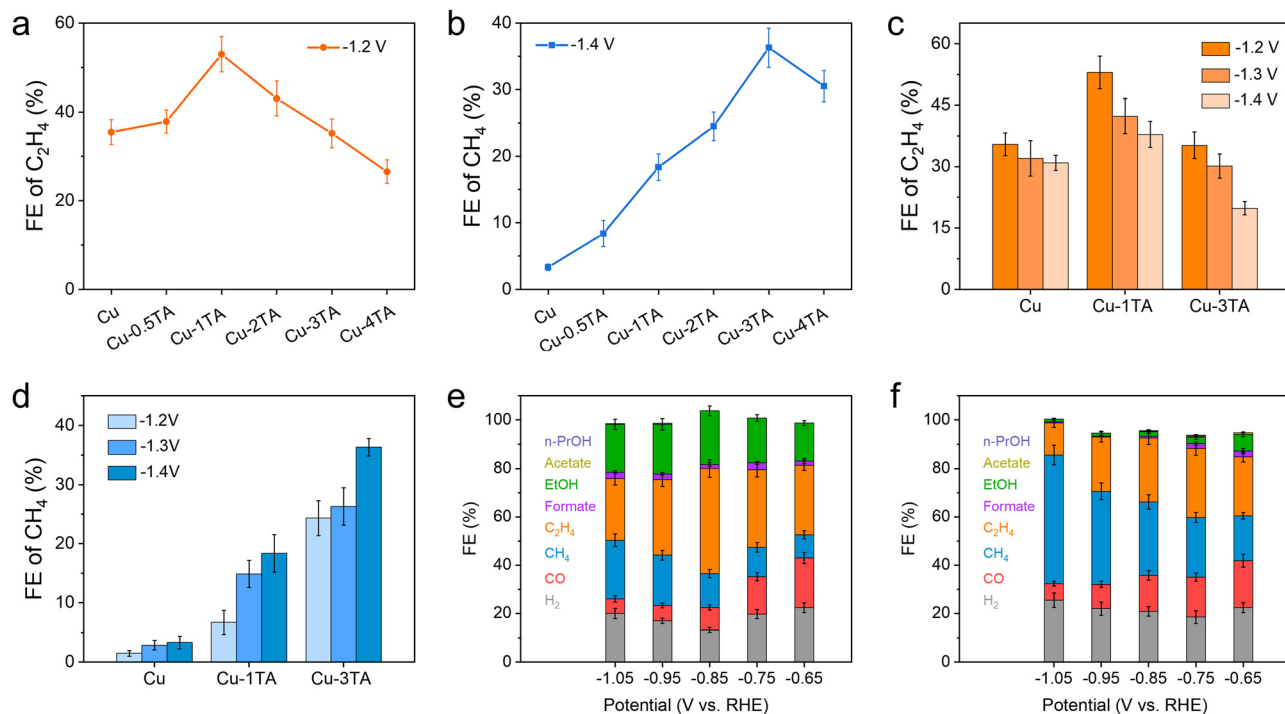 a
FE of C₂H₄ (%)
60
40
20
0
-1.2 V
Cu
Cu-0.5TA
Cu-1TA
Cu-2TA
Cu-3TA
Cu-4TA
b
FE of CH₄ (%)
40
30
20
10
0
-1.4 V
Cu
Cu-0.5TA
Cu-1TA
Cu-2TA
Cu-3TA
Cu-4TA
c
FE of C₂H₄ (%)
60
45
30
15
0
-1.2 V
-1.3 V
-1.4 V
Cu
Cu-1TA
Cu-3TA
d
FE of CH₄ (%)
40
30
20
10
0
-1.2V
-1.3V
-1.4V
Cu
Cu-1TA
Cu-3TA
e
FE (%)
100
80
60
40
20
0
n-PrOH
Acetate
EtOH
Formate
C₂H₄
CH₄
CO
H₂
-1.05
-0.95
-0.85
-0.75
-0.65
Potential (V vs. RHE)
f
FE (%)
100
80
60
40
20
0
n-PrOH
Acetate
EtOH
Formate
C₂H₄
CH₄
CO
H₂
-1.05
-0.95
-0.85
-0.75
-0.65
Potential (V vs. RHE)